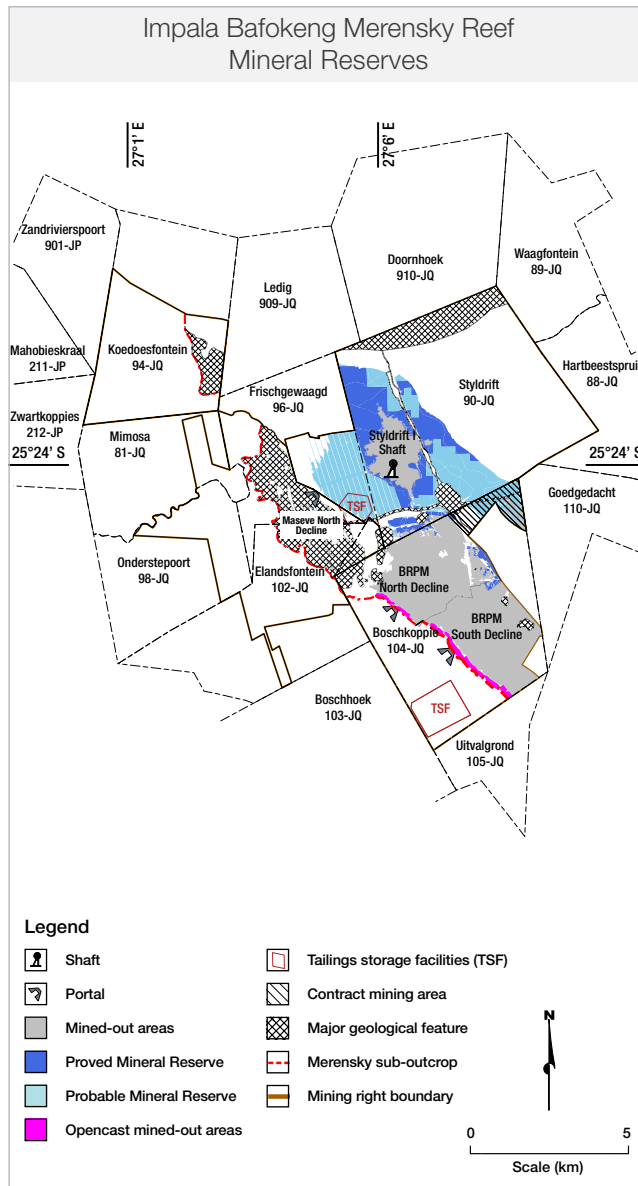 Impala Bafokeng Merensky Reef
Mineral Reserves
27°1' E
27°6' E
Zandrivierspoort
901-JP
Doornhoek
910-JQ
Waagfontein
89-JQ
Ledig
909-JQ
Mahobieskraal
211-JP
Koedoesfontein
94-JQ
Hartbeestspruit
88-JQ
Frischgewaagd
96-JQ
Styldrift
90-JQ
Zwartkoppies
212-JP
Mimosa
81-JQ
Styldrift I
Shaft
25°24' S
25°24' S
Goedgedacht
110-JQ
TSF
Maseve North
Decline
Onderstepoort
98-JQ
Elandsfontein
102-JQ
BRPM
North Decline
BRPM
South Decline
Boschkoppie
104-JQ
Boschhoek
103-JQ
TSF
Uitvalgrond
105-JQ
Legend
Shaft
Portal
Mined-out areas
Proved Mineral Reserve
Probable Mineral Reserve
Opencast mined-out areas
Tailings storage facilities (TSF)
Contract mining area
Major geological feature
Merensky sub-outcrop
Mining right boundary
N
0
5
Scale (km)